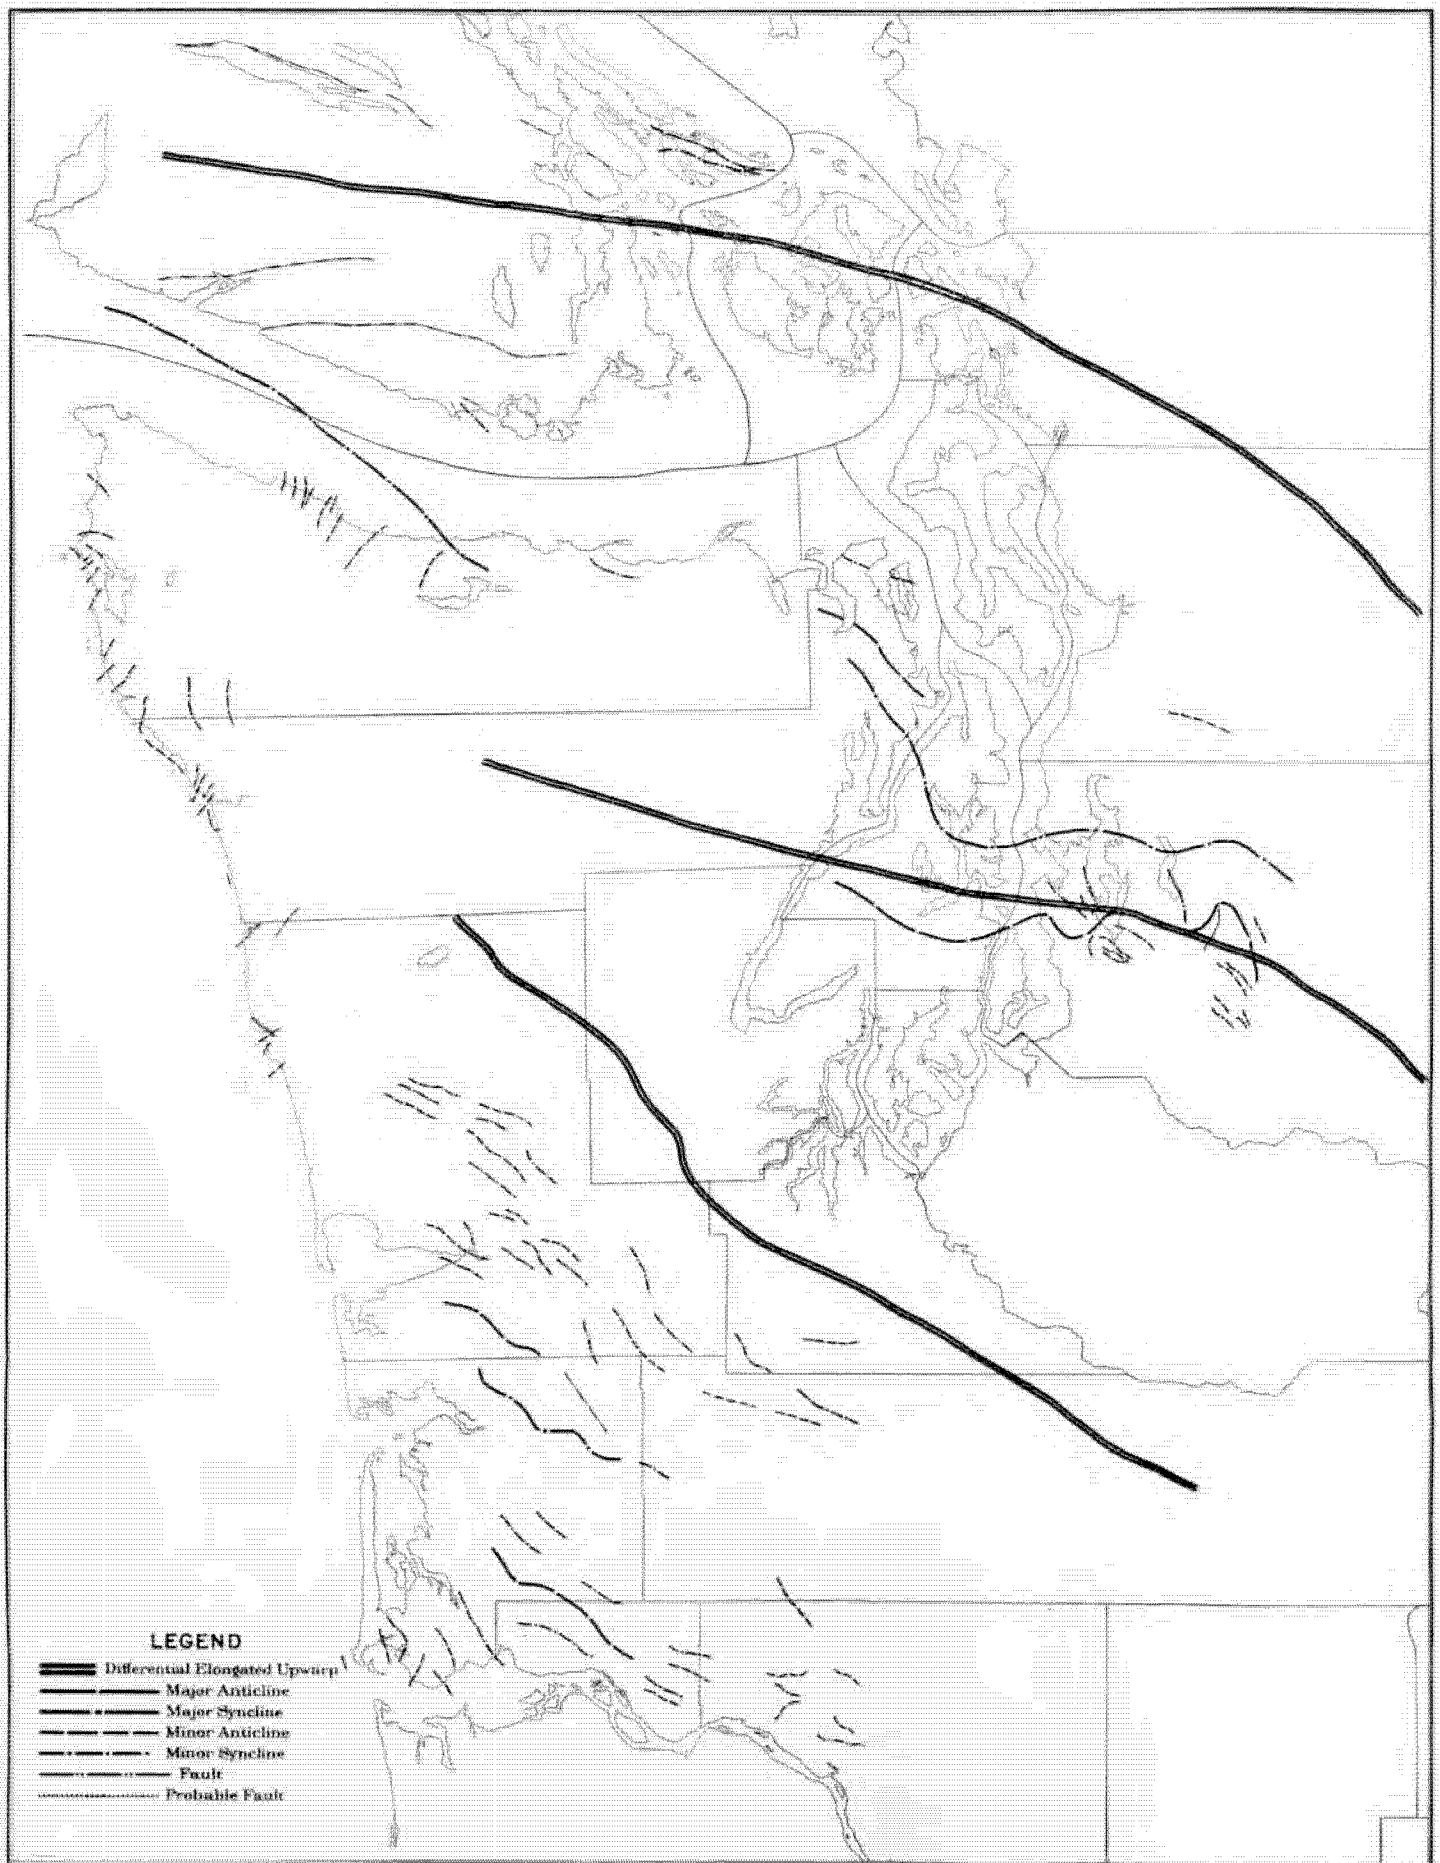 LEGEND
Differential Elongated Upwarp
Major Anticline
Major Syncline
Minor Anticline
Minor Syncline
Fault
Probable Fault